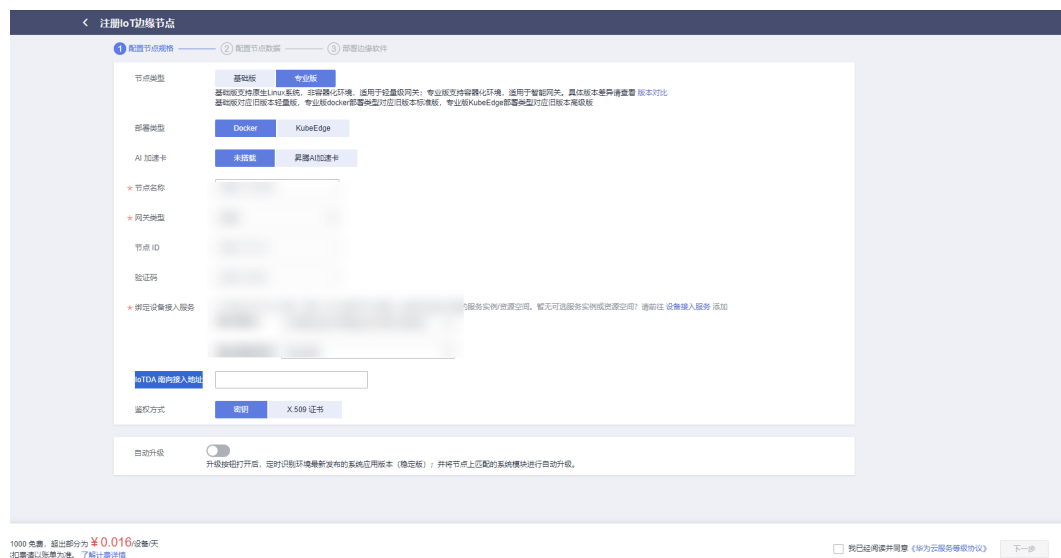 注册IoT边缘节点
1 配置节点规格 2 配置节点数据 3 部署边缘软件
节点类型 基础版 专业版
基础版支持原生Linux系统，非容器化环境，适用于轻量级网关；专业版支持容器化环境，适用于智能网关。具体版本差异请查看 版本对比
基础版对应旧版本轻量版，专业版docker部署类型对应旧版本标准版，专业版KubeEdge部署类型对应旧版本高级版
部署类型 Docker KubeEdge
AI 加速卡 未搭载 昇腾AI加速卡
* 节点名称
* 网关类型
节点 ID
验证码
* 绑定设备接入服务 服务实例/资源空间。暂无可选服务实例或资源空间？请前往 设备接入服务 添加
IoTDA 南向接入地址
鉴权方式 密钥 X.509 证书
自动升级
升级按钮打开后，定时识别环境最新发布的系统应用版本（稳定版）；并将节点上匹配的系统模块进行自动升级。
1000 免费，超出部分为 ¥0.016/设备/天
扣费请以账单为准。 了解计费详情
我已经阅读并同意《华为云服务等级协议》 下一步